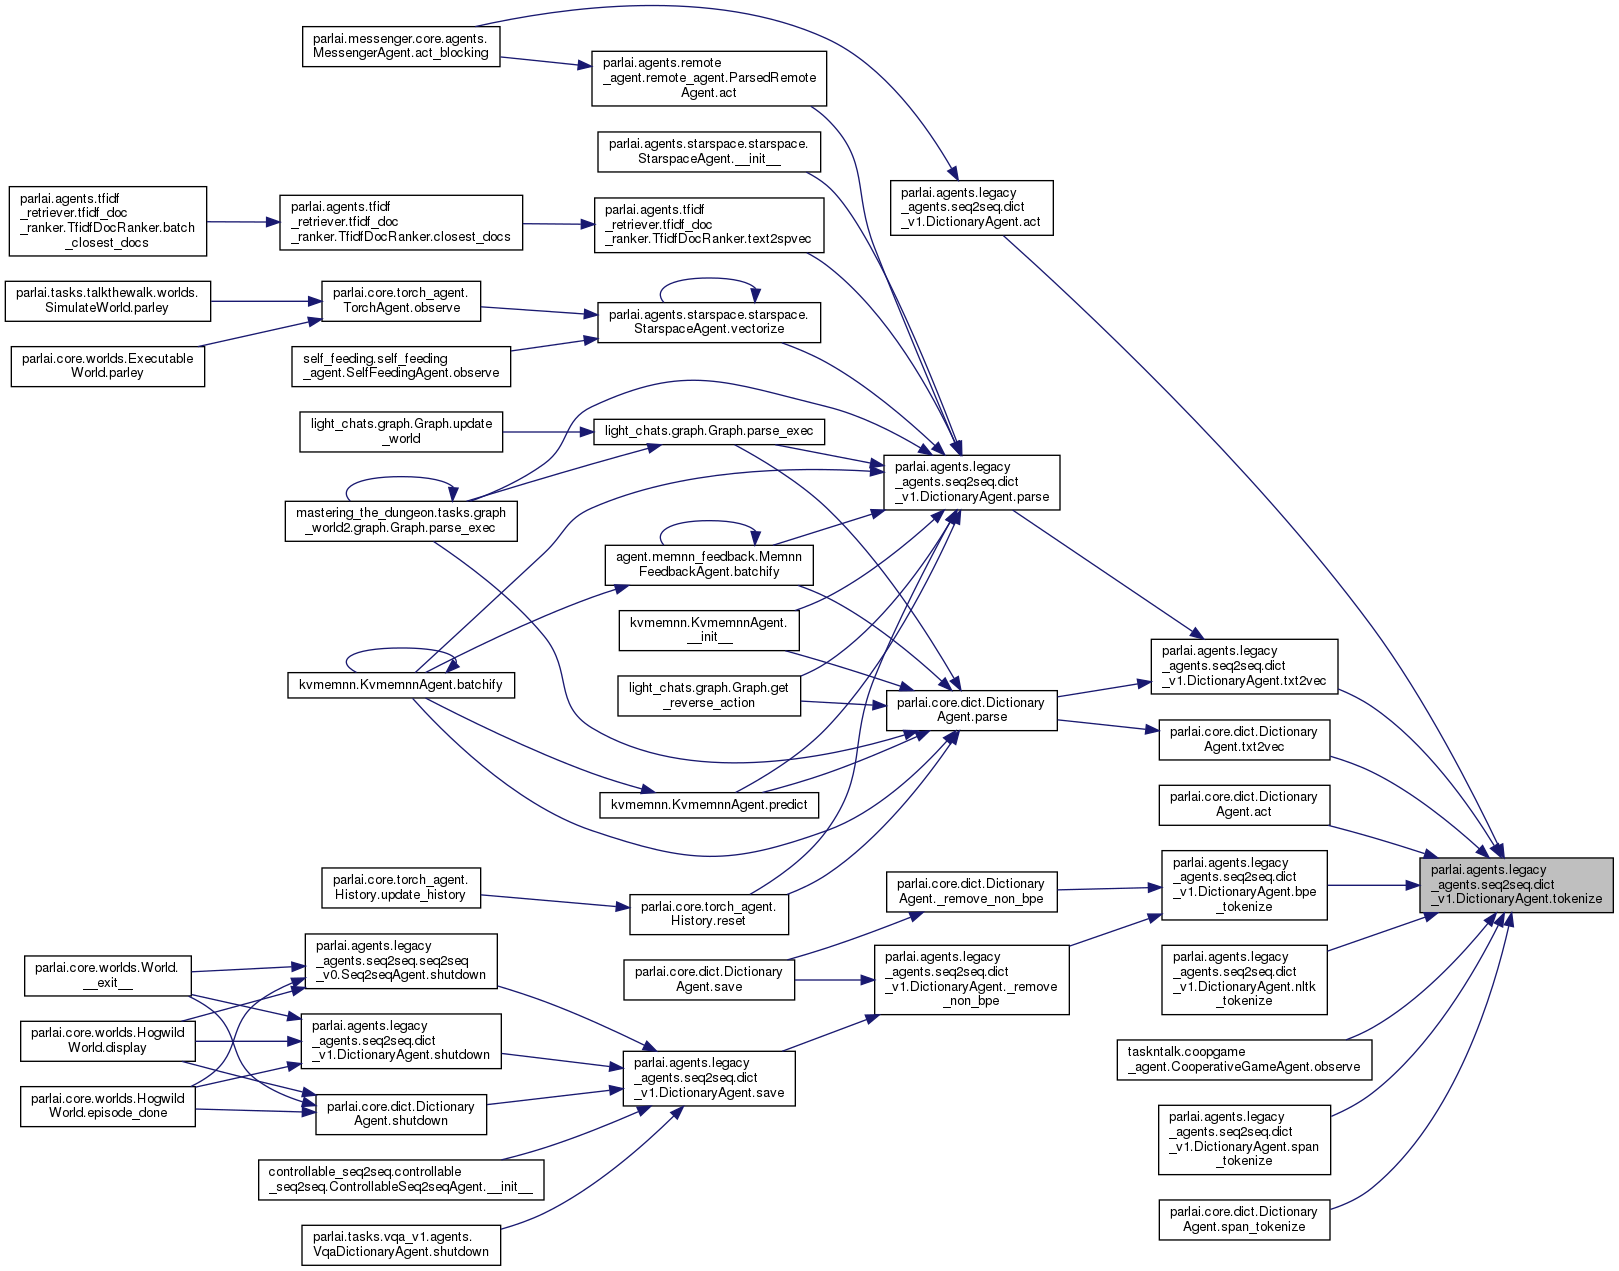 parlai.messenger.core.agents.
MessengerAgent.act_blocking
parlai.agents.remote
_agent.remote_agent.ParsedRemote
Agent.act
parlai.agents.starspace.starspace.
StarspaceAgent.__init__
parlai.agents.legacy
_agents.seq2seq.dict
_v1.DictionaryAgent.act
parlai.agents.tfidf
_retriever.tfidf_doc
_ranker.TfidfDocRanker.batch
_closest_docs
parlai.agents.tfidf
_retriever.tfidf_doc
_ranker.TfidfDocRanker.closest_docs
parlai.agents.tfidf
_retriever.tfidf_doc
_ranker.TfidfDocRanker.text2spvec
parlai.tasks.talkthewalk.worlds.
SimulateWorld.parley
parlai.core.torch_agent.
TorchAgent.observe
parlai.agents.starspace.starspace.
StarspaceAgent.vectorize
parlai.core.worlds.Executable
World.parley
self_feeding.self_feeding
_agent.SelfFeedingAgent.observe
light_chats.graph.Graph.update
_world
light_chats.graph.Graph.parse_exec
parlai.agents.legacy
_agents.seq2seq.dict
_v1.DictionaryAgent.parse
mastering_the_dungeon.tasks.graph
_world2.graph.Graph.parse_exec
agent.memnn_feedback.Memnn
FeedbackAgent.batchify
kvmemnn.KvmemnnAgent.
__init__
kvmemnn.KvmemnnAgent.batchify
light_chats.graph.Graph.get
_reverse_action
parlai.core.dict.Dictionary
Agent.parse
parlai.agents.legacy
_agents.seq2seq.dict
_v1.DictionaryAgent.txt2vec
parlai.core.dict.Dictionary
Agent.txt2vec
kvmemnn.KvmemnnAgent.predict
parlai.core.dict.Dictionary
Agent.act
parlai.agents.legacy
_agents.seq2seq.dict
_v1.DictionaryAgent.tokenize
parlai.agents.legacy
_agents.seq2seq.dict
_v1.DictionaryAgent.bpe
_tokenize
parlai.core.dict.Dictionary
Agent._remove_non_bpe
parlai.core.torch_agent.
History.update_history
parlai.core.torch_agent.
History.reset
parlai.agents.legacy
_agents.seq2seq.seq2seq
_v0.Seq2seqAgent.shutdown
parlai.core.worlds.World.
__exit__
parlai.core.dict.Dictionary
Agent.save
parlai.agents.legacy
_agents.seq2seq.dict
_v1.DictionaryAgent._remove
_non_bpe
parlai.agents.legacy
_agents.seq2seq.dict
_v1.DictionaryAgent.nltk
_tokenize
parlai.core.worlds.Hogwild
World.display
parlai.agents.legacy
_agents.seq2seq.dict
_v1.DictionaryAgent.shutdown
parlai.agents.legacy
_agents.seq2seq.dict
_v1.DictionaryAgent.save
taskntalk.coopgame
_agent.CooperativeGameAgent.observe
parlai.core.worlds.Hogwild
World.episode_done
parlai.core.dict.Dictionary
Agent.shutdown
parlai.agents.legacy
_agents.seq2seq.dict
_v1.DictionaryAgent.span
_tokenize
controllable_seq2seq.controllable
_seq2seq.ControllableSeq2seqAgent.__init__
parlai.tasks.vqa_v1.agents.
VqaDictionaryAgent.shutdown
parlai.core.dict.Dictionary
Agent.span_tokenize